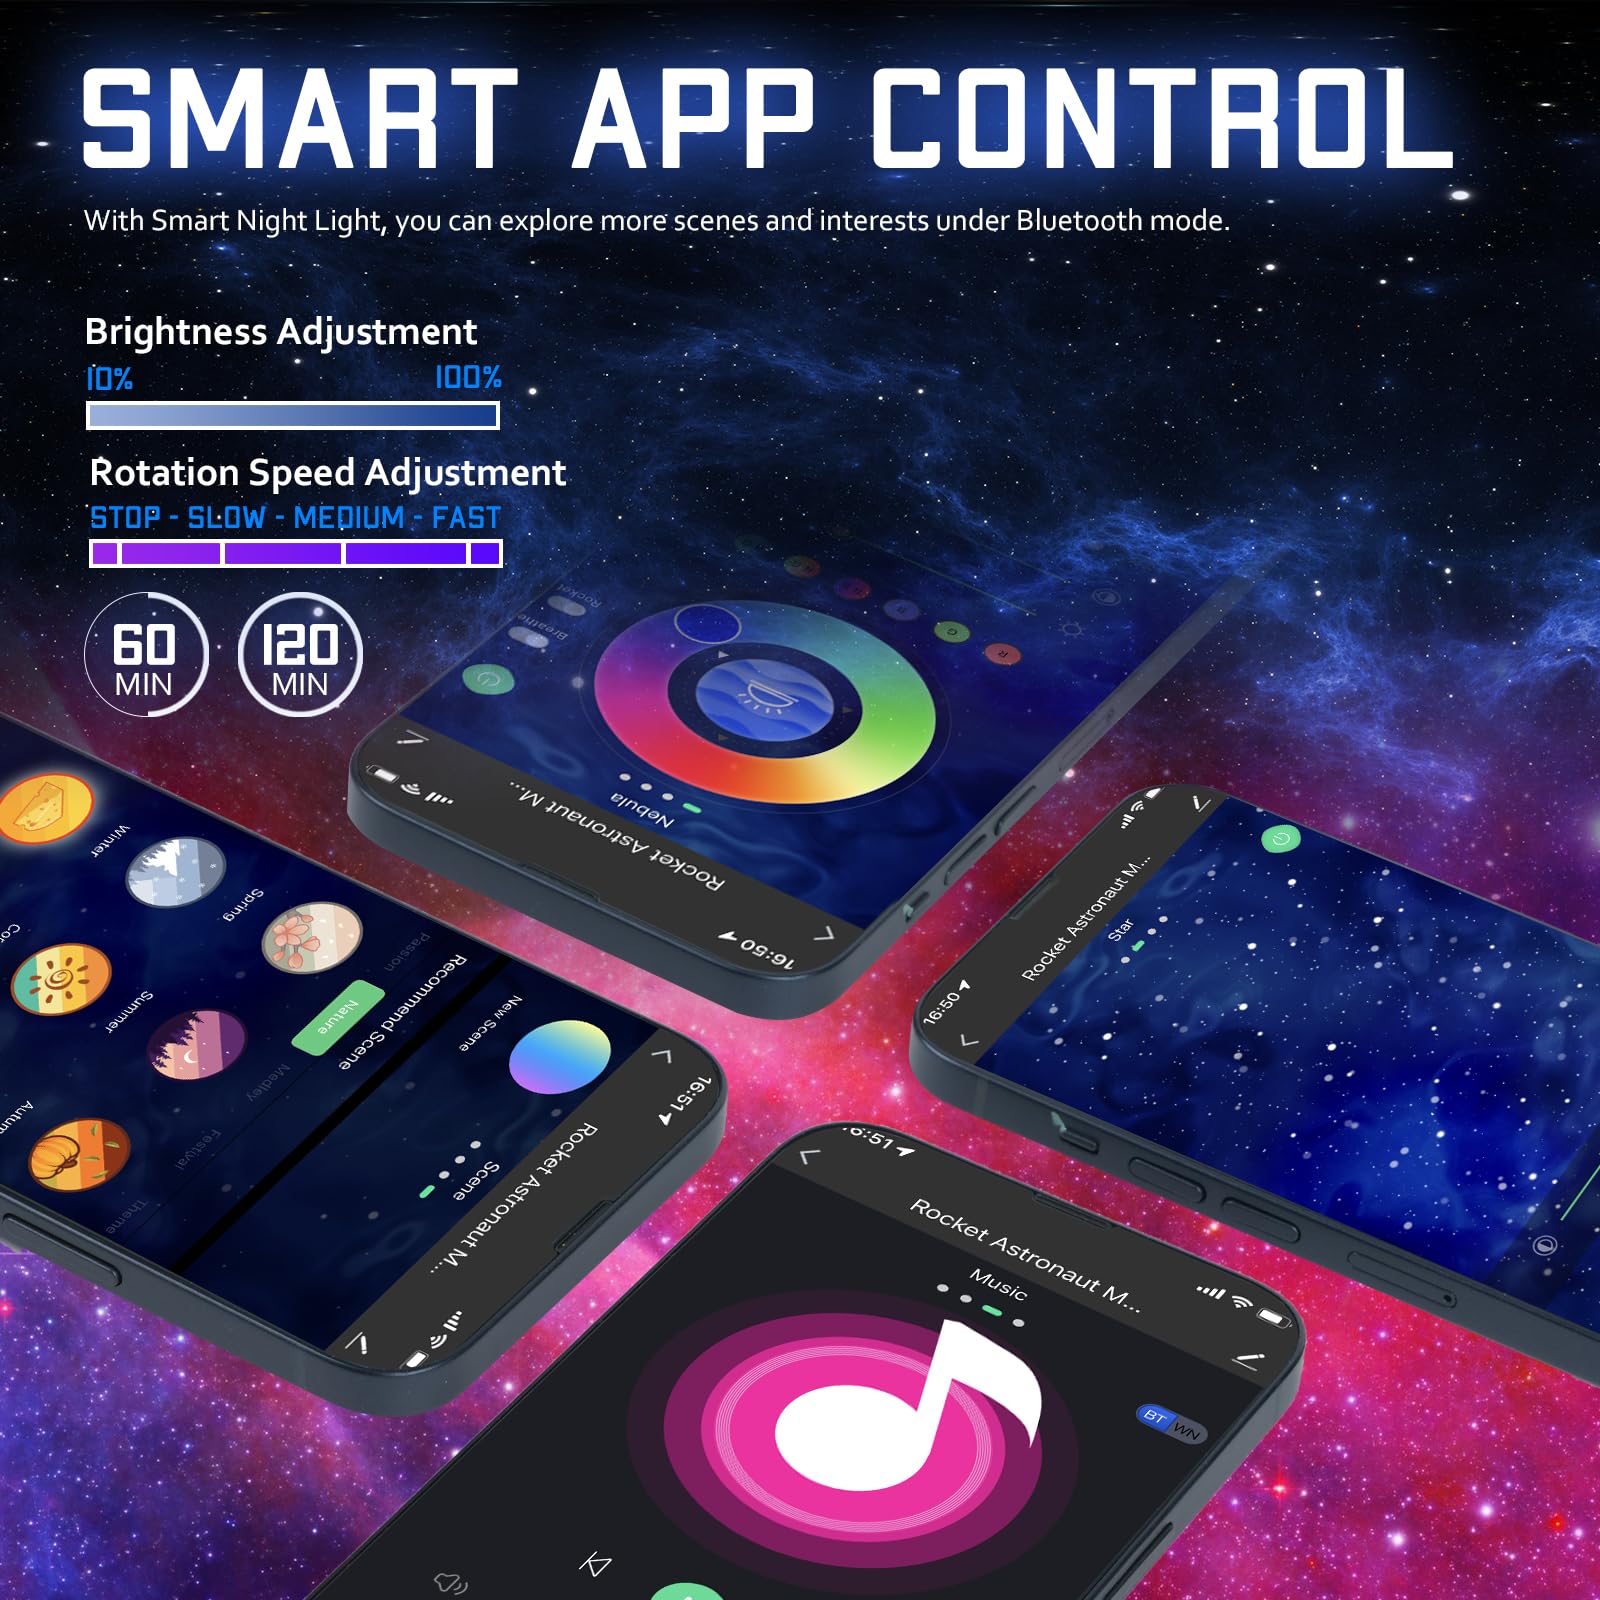 SMART APP CONTROL
With Smart Night Light, you can explore more scenes and interests under Bluetooth mode.
Brightness Adjustment
10% 100%
Rotation Speed Adjustment
STOP - SLOW - MEDIUM - FAST
60 MIN
120 MIN
Rocket
Breathe
R
G
B
Nebula
Rocket Astronaut M...
16:50
16:50
Rocket Astronaut M...
Star
Winter
Spring
Summer
Passion
Nature
Medley
Festival
Theme
Recommend Scene
New Scene
Scene
Rocket Astronaut M...
16:51
16:51
Rocket Astronaut M...
Music
BT WN